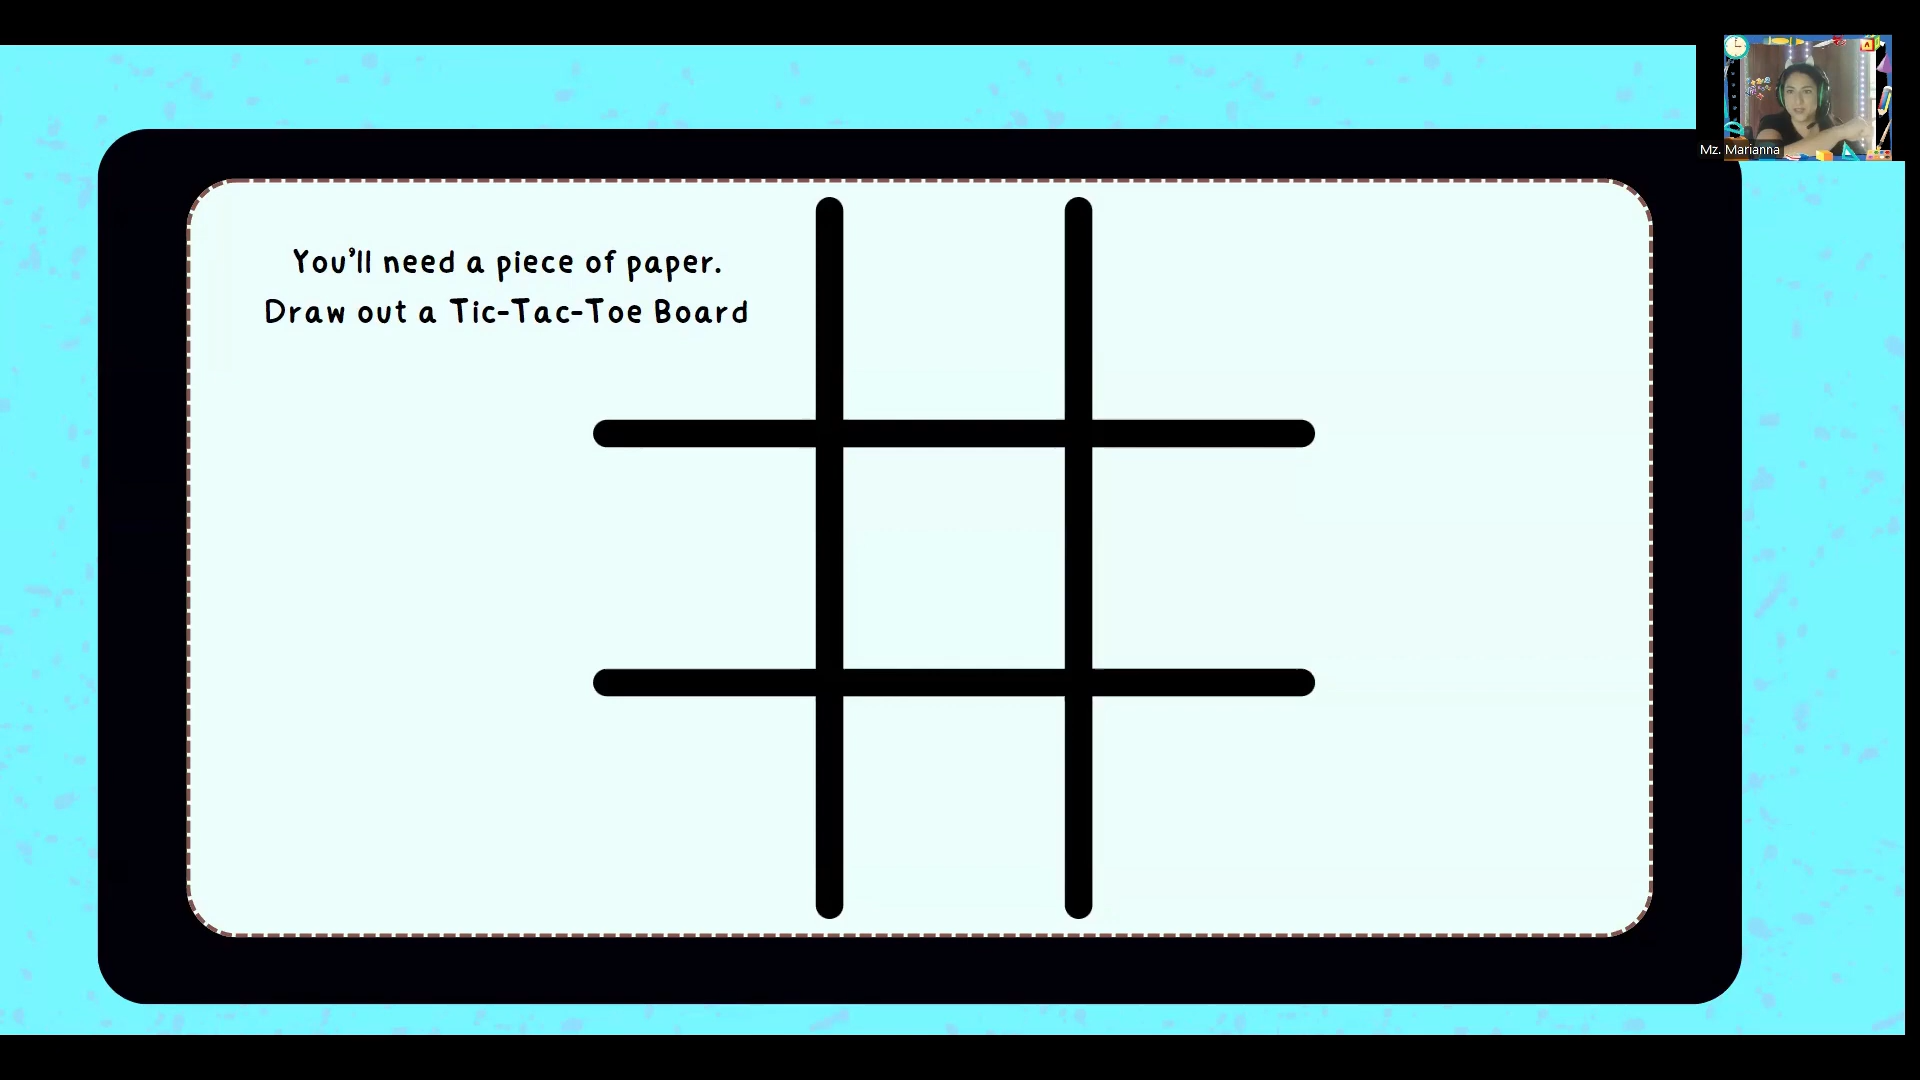 You'll need a piece of paper.
Draw out a Tic-Tac-Toe Board
Mz. Marianna